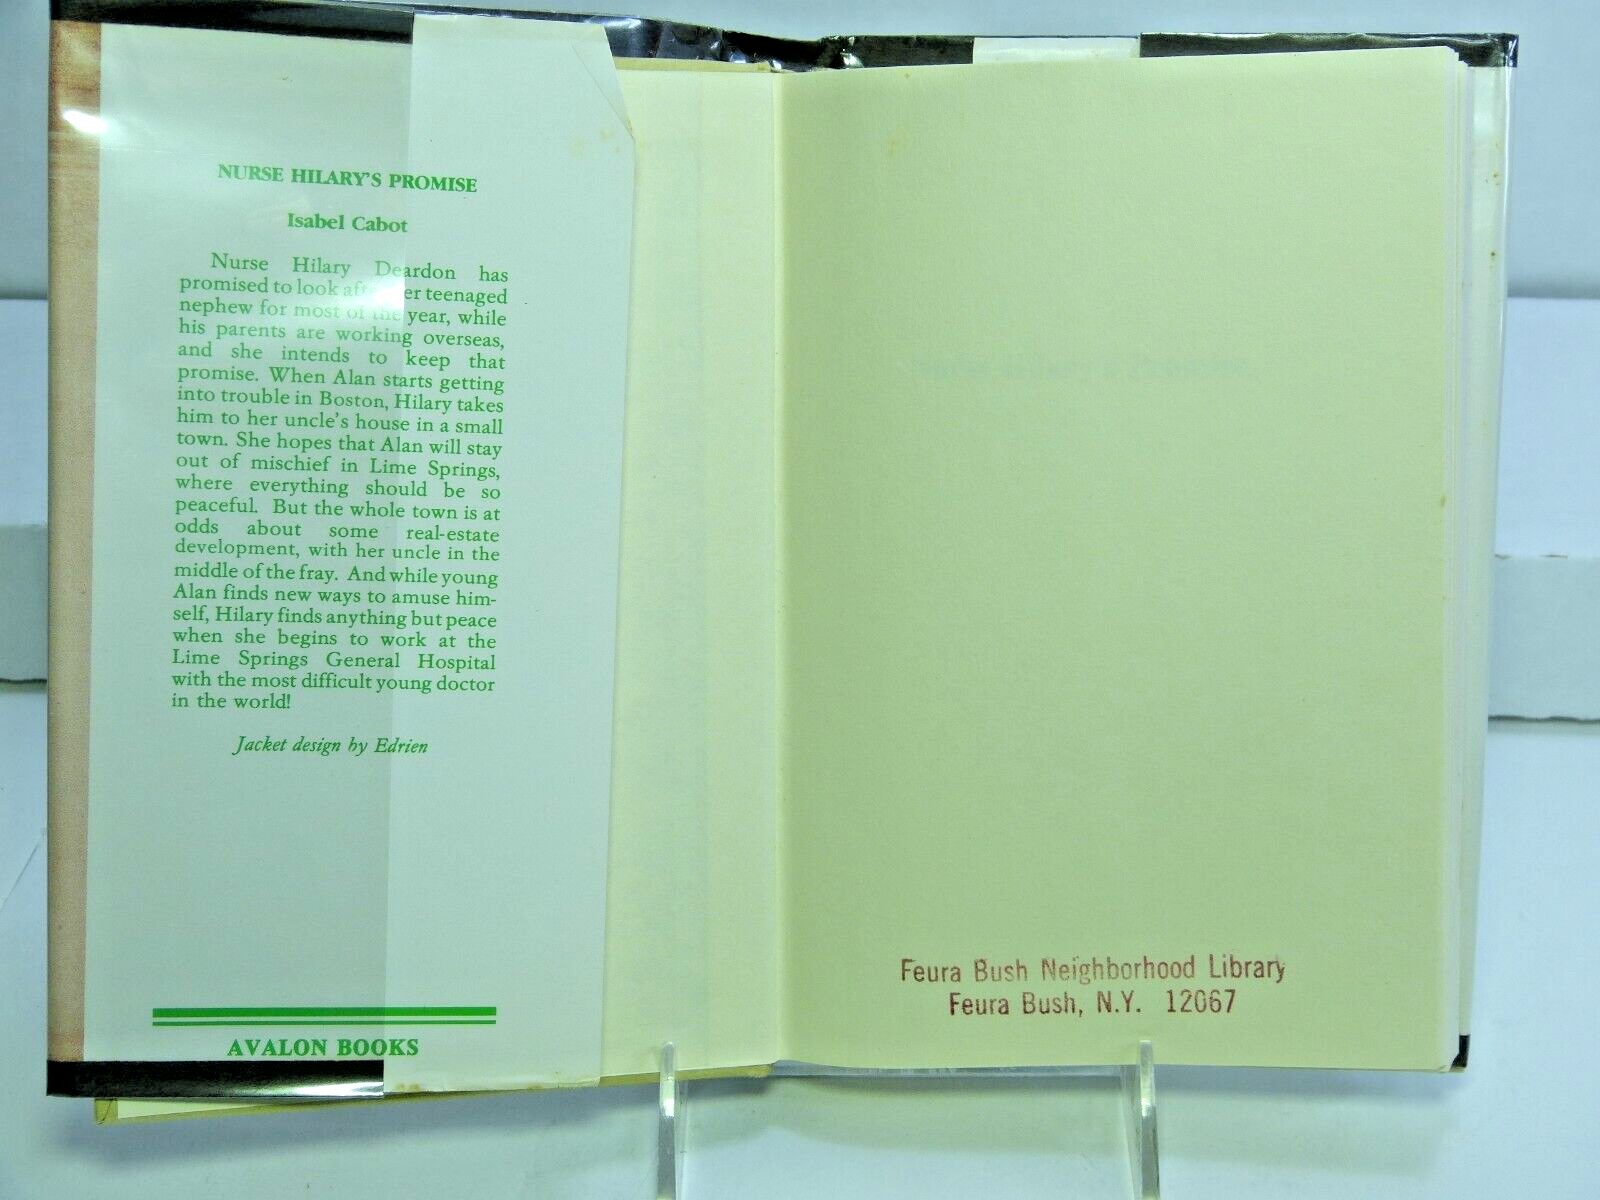 NURSE HILARY'S PROMISE
Isabel Cabot
Nurse Hilary Deardon has
promised to look after her teenaged
nephew for most of the year, while
his parents are working overseas,
and she intends to keep that
promise. When Alan starts getting
into trouble in Boston, Hilary takes
him to her uncle's house in a small
town. She hopes that Alan will stay
out of mischief in Lime Springs,
where everything should be so
peaceful. But the whole town is at
odds about some real-estate
development, with her uncle in the
middle of the fray. And while young
Alan finds new ways to amuse him-
self, Hilary finds anything but peace
when she begins to work at the
Lime Springs General Hospital
with the most difficult young doctor
in the world!
Jacket design by Edrien
AVALON BOOKS
Feura Bush Neighborhood Library
Feura Bush, N.Y. 12067